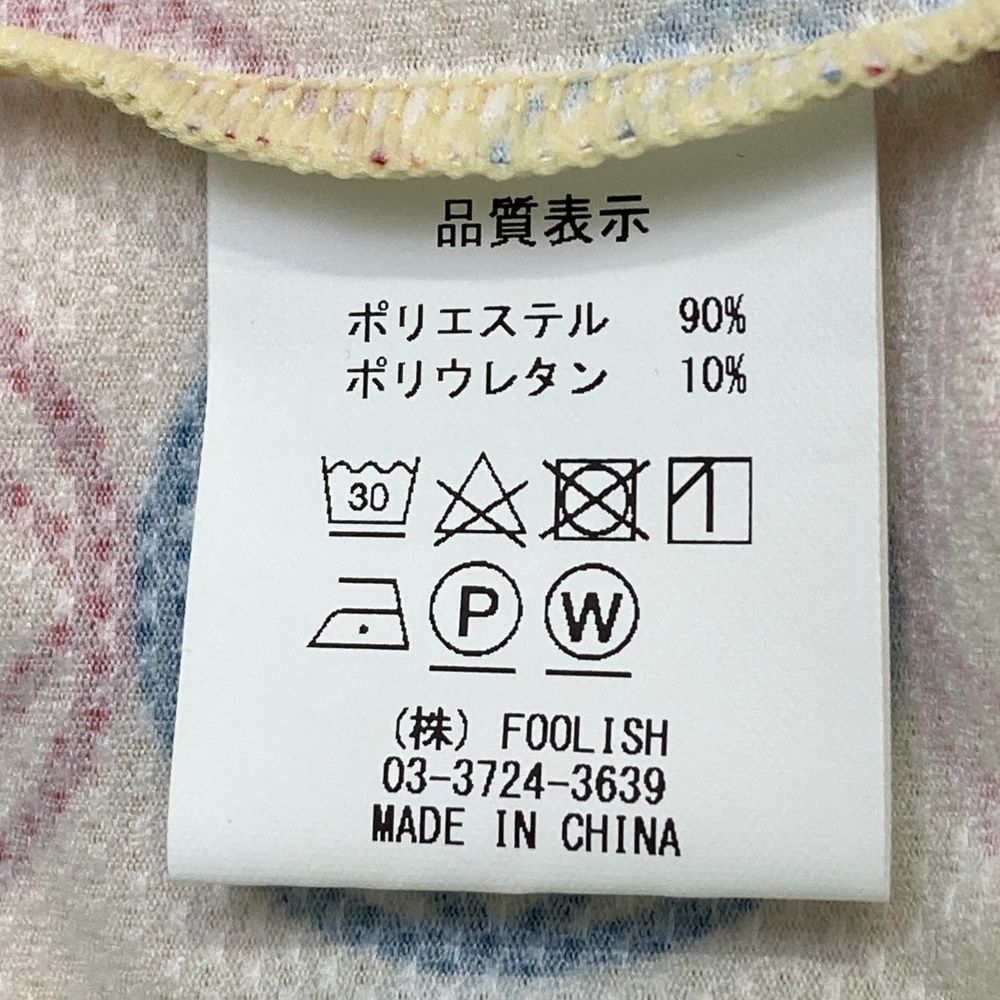 品質表示
ポリエステル 90%
ポリウレタン 10%
30
P W
(株) FOOLISH
03-3724-3639
MADE IN CHINA